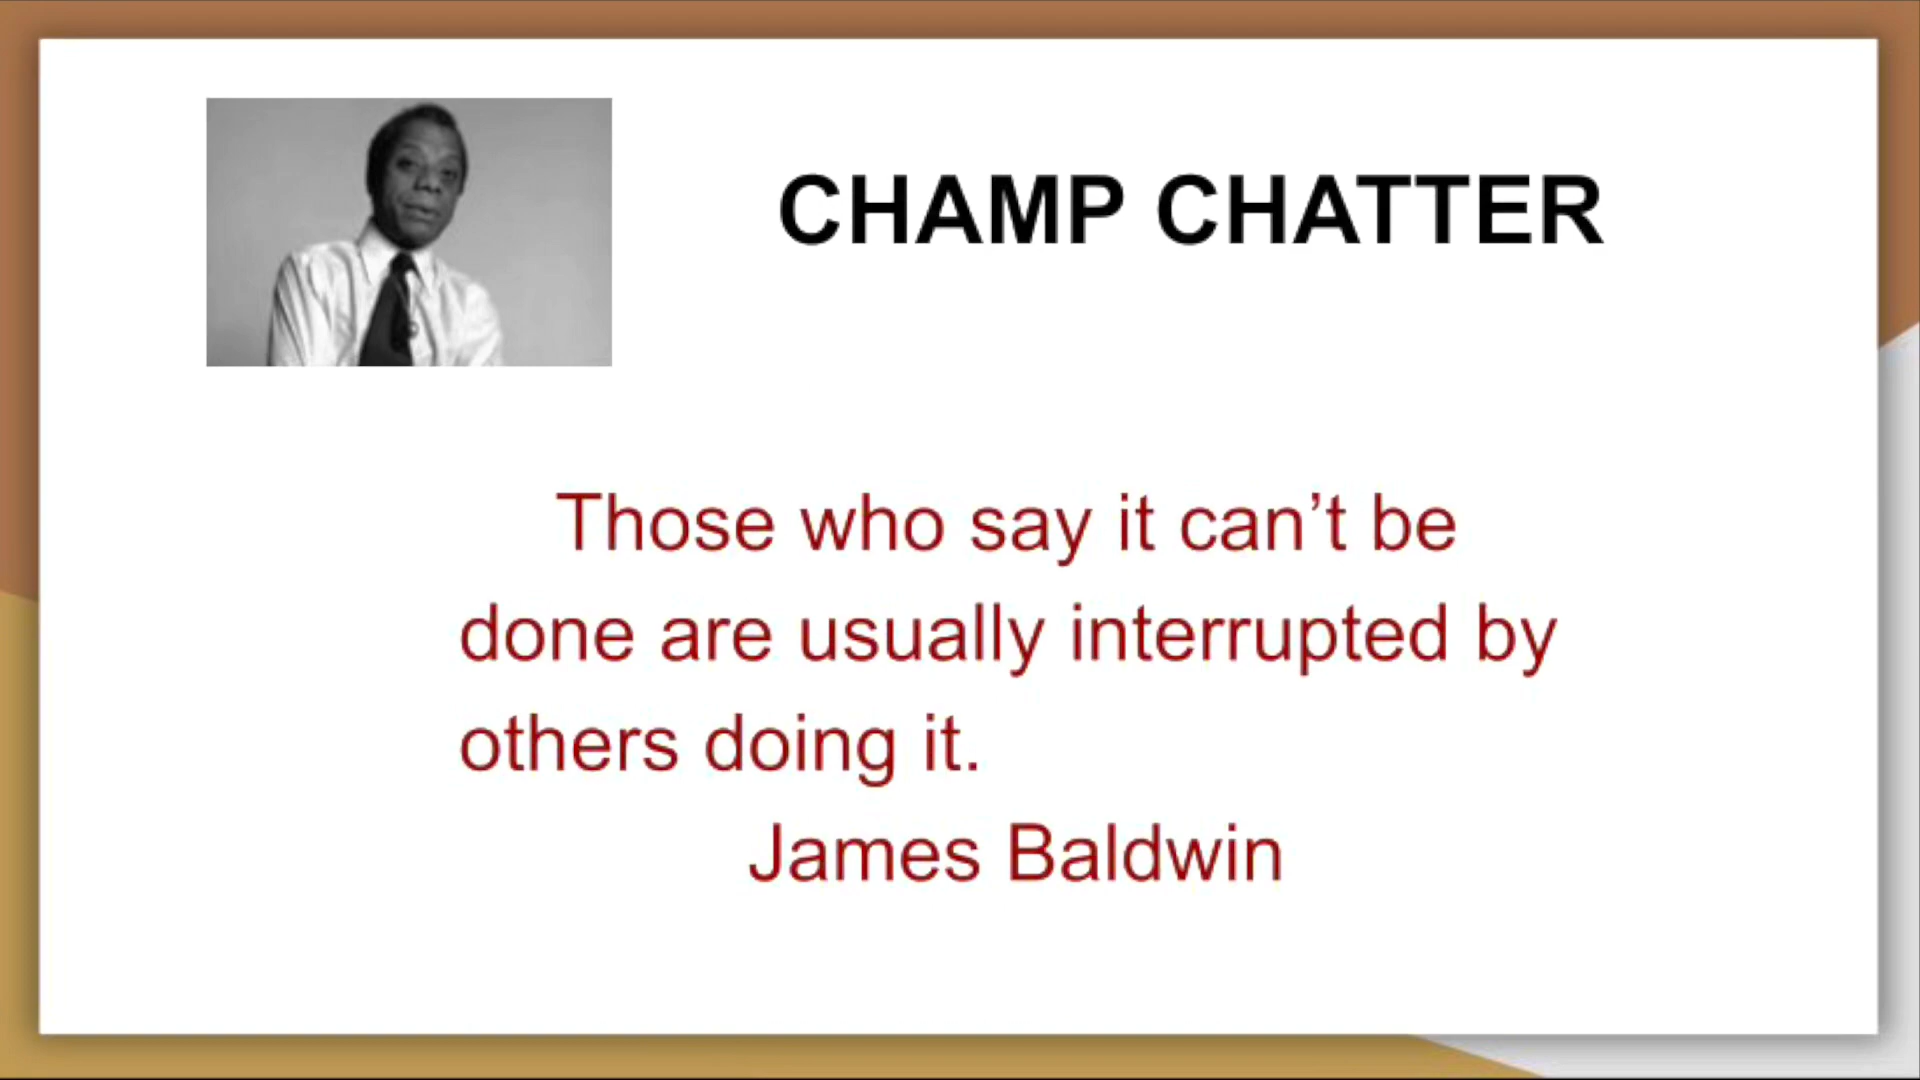 CHAMP CHATTER
Those who say it can’t be
done are usually interrupted by
others doing it.
James Baldwin